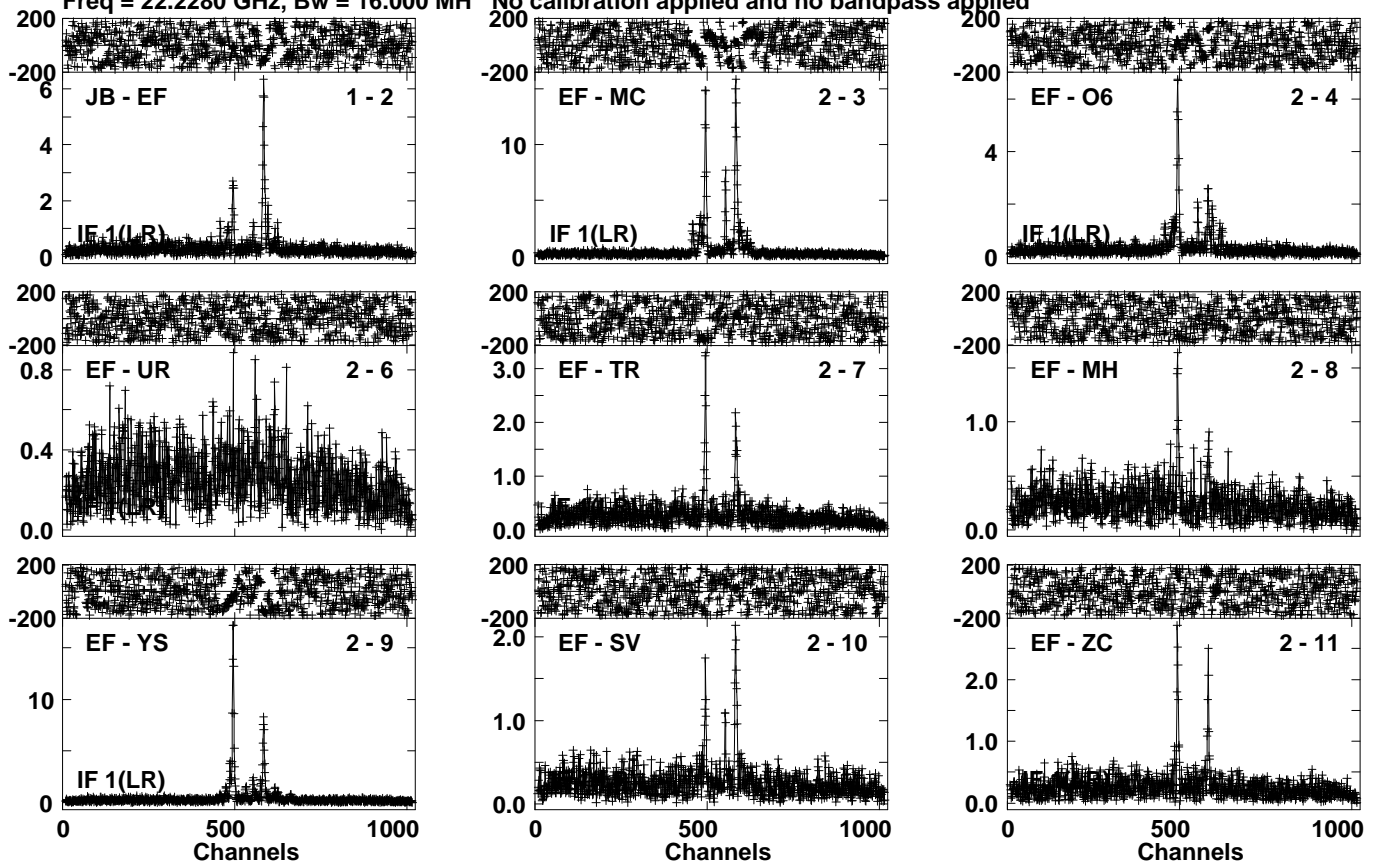 Freq = 22.2280 GHz, Bw = 16.000 MH No calibration applied and no bandpass applied
200 200 200
-200 -200 -200
6 JB - EF 1 - 2 EF - MC 2 - 3 EF - O6 2 - 4
4 10 4
2
IF 1(LR) IF 1(LR) IF 1(LR)
0 0 0
200 200 200
-200 -200 -200
0.8 EF - UR 2 - 6 3.0 EF - TR 2 - 7 EF - MH 2 - 8
2.0 1.0
0.4 1.0
0.0 0.0 0.0
200 200 200
-200 -200 -200
EF - YS 2 - 9 2.0 EF - SV 2 - 10 EF - ZC 2 - 11
10 2.0
1.0 1.0
IF 1(LR)
0 0.0 0.0
0 500 1000 0 500 1000 0 500 1000
Channels Channels Channels